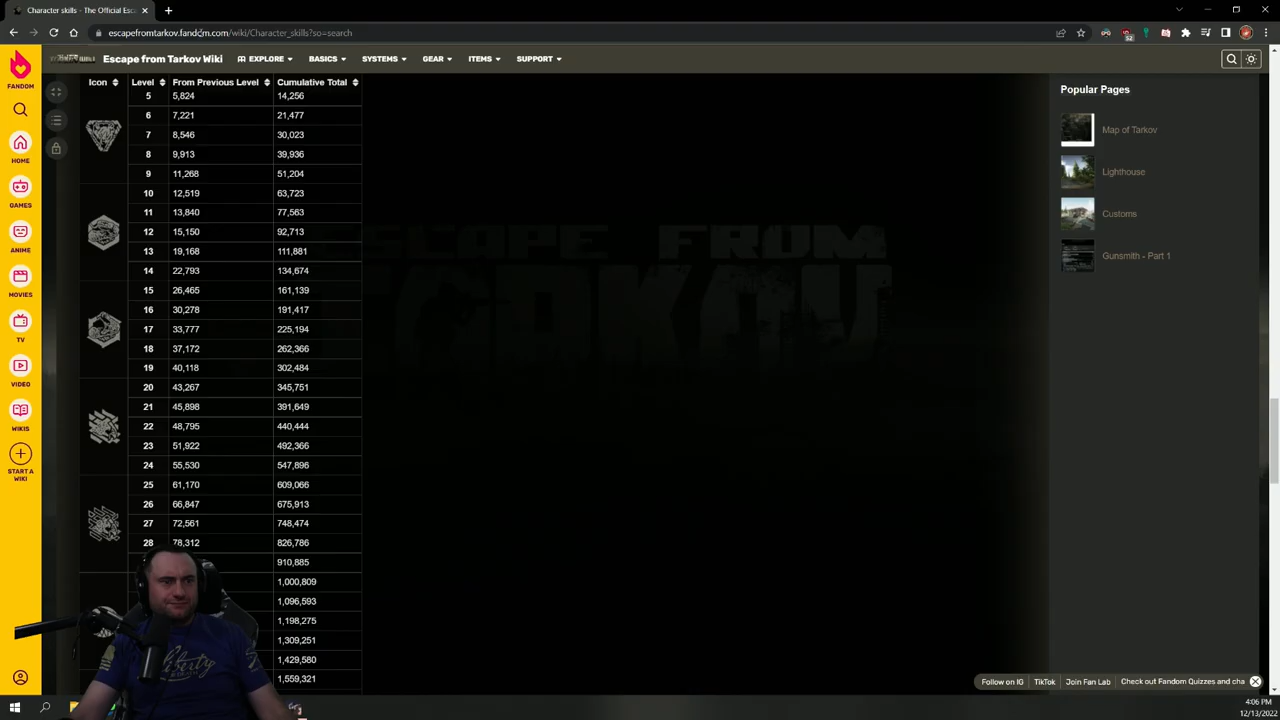 Character skills - The Official Esc
escapefromtarkov.fandom.com/wiki/Character_skills?so=search
52
FANDOM
HOME
GAMES
ANIME
MOVIES
TV
VIDEO
WIKIS
START A
WIKI
Escape from Tarkov Wiki
EXPLORE
BASICS
SYSTEMS
GEAR
ITEMS
SUPPORT
Icon Level From Previous Level Cumulative Total
5 5,824 14,256
6 7,221 21,477
7 8,546 30,023
8 9,913 39,936
9 11,268 51,204
10 12,519 63,723
11 13,840 77,563
12 15,150 92,713
13 19,168 111,881
14 22,793 134,674
15 26,465 161,139
16 30,278 191,417
17 33,777 225,194
18 37,172 262,366
19 40,118 302,484
20 43,267 345,751
21 45,898 391,649
22 48,795 440,444
23 51,922 492,366
24 55,530 547,896
25 61,170 609,066
26 66,847 675,913
27 72,561 748,474
28 78,312 826,786
910,885
1,000,809
1,096,593
1,198,275
1,309,251
1,429,580
1,559,321
ESCAPE FROM
TARKOV
Popular Pages
Map of Tarkov
Lighthouse
Customs
Gunsmith - Part 1
Follow on IG
TikTok
Join Fan Lab
Check out Fandom Quizzes and cha
Liberty
4:06 PM
12/13/2022